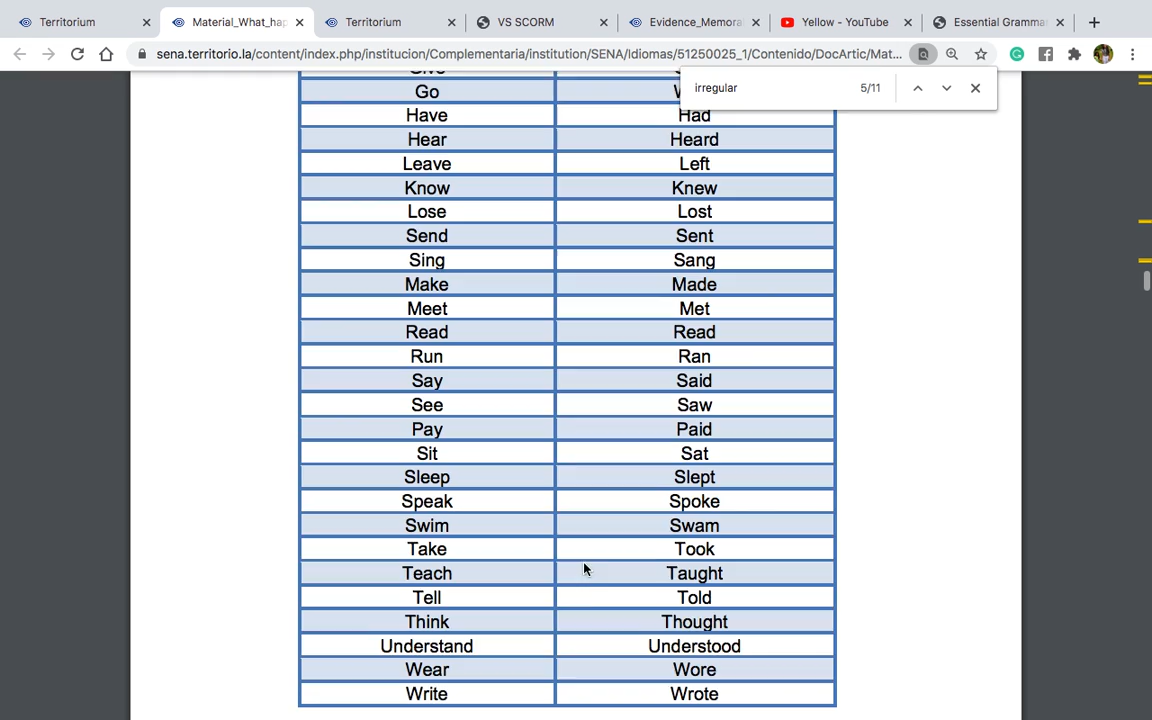 Territorium
Material_What_hap
Territorium
VS SCORM
Evidence_Memora
Yellow - YouTube
Essential Gramma
sena.territorio.la/content/index.php/institucion/Complementaria/institution/SENA/Idiomas/51250025_1/Contenido/DocArtic/Mat...
irregular 5/11
Go
Have Had
Hear Heard
Leave Left
Know Knew
Lose Lost
Send Sent
Sing Sang
Make Made
Meet Met
Read Read
Run Ran
Say Said
See Saw
Pay Paid
Sit Sat
Sleep Slept
Speak Spoke
Swim Swam
Take Took
Teach Taught
Tell Told
Think Thought
Understand Understood
Wear Wore
Write Wrote